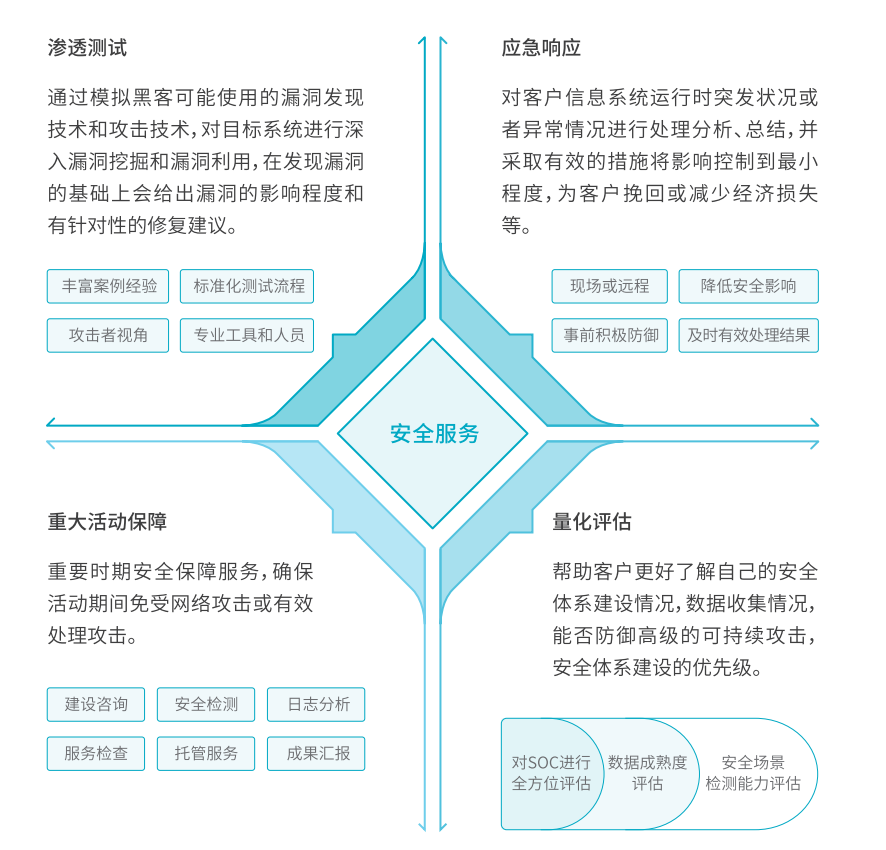 渗透测试
通过模拟黑客可能使用的漏洞发现
技术和攻击技术,对目标系统进行深
入漏洞挖掘和漏洞利用,在发现漏洞
的基础上会给出漏洞的影响程度和
有针对性的修复建议。
丰富案例经验
标准化测试流程
攻击者视角
专业工具和人员
应急响应
对客户信息系统运行时突发状况或
者异常情况进行处理分析、总结,并
采取有效的措施将影响控制到最小
程度,为客户挽回或减少经济损失
等。
现场或远程
降低安全影响
事前积极防御
及时有效处理结果
安全服务
重大活动保障
重要时期安全保障服务,确保
活动期间免受网络攻击或有效
处理攻击。
建设咨询
安全检测
日志分析
服务检查
托管服务
成果汇报
量化评估
帮助客户更好了解自己的安全
体系建设情况,数据收集情况,
能否防御高级的可持续攻击,
安全体系建设的优先级。
对SOC进行
全方位评估
数据成熟度
评估
安全场景
检测能力评估